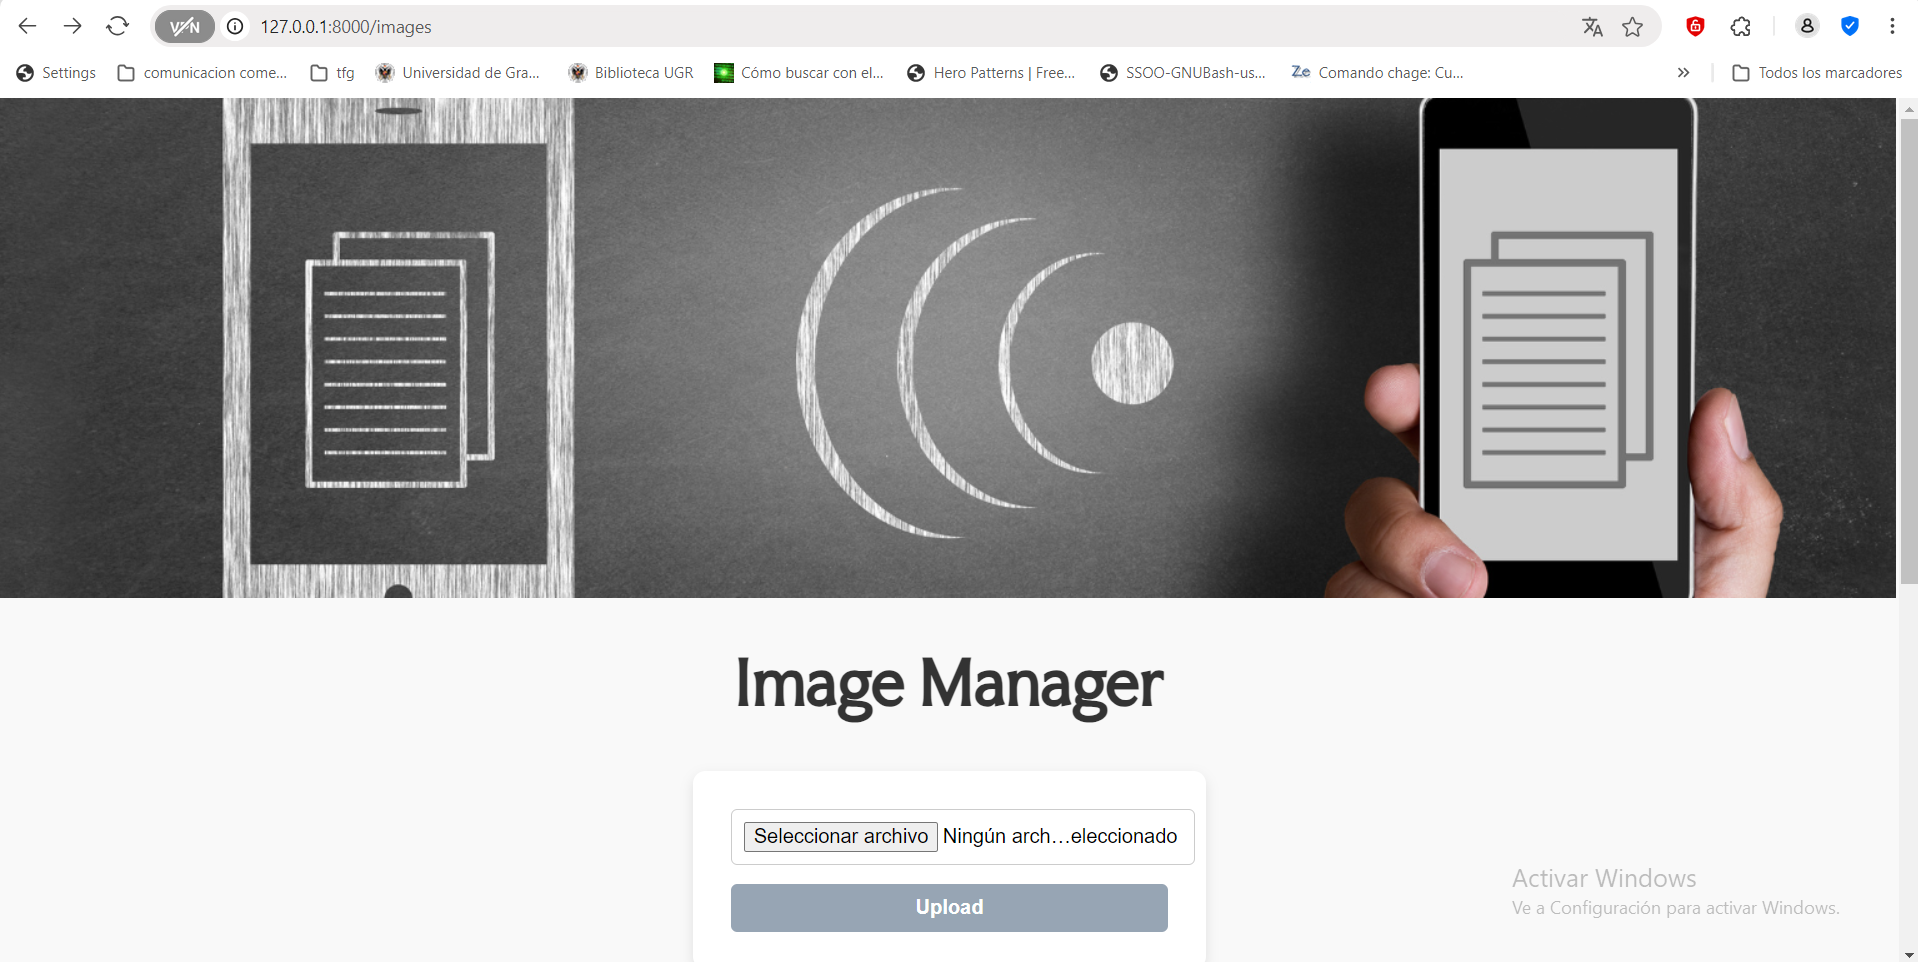 VPN
127.0.0.1:8000/images
Settings
comunicacion come...
tfg
Universidad de Gra...
Biblioteca UGR
Cómo buscar con el...
Hero Patterns | Free...
SSOO-GNUBash-us...
Ze
Comando chage: Cu...
»
Todos los marcadores
Image Manager
Seleccionar archivo Ningún arch...eleccionado
Upload
Activar Windows
Ve a Configuración para activar Windows.